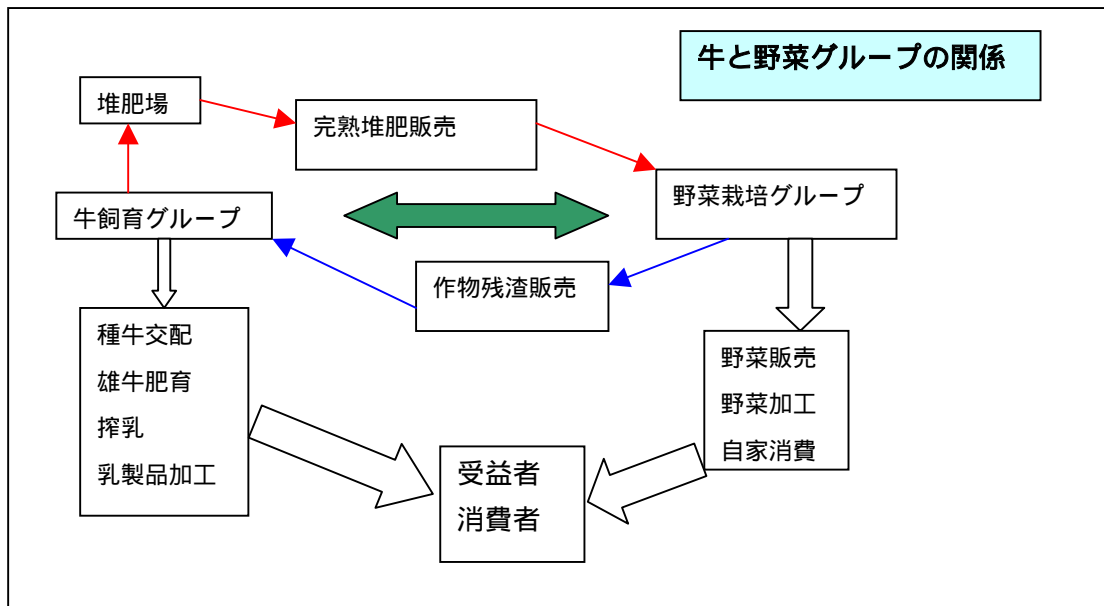 牛と野菜グループの関係
堆肥場
完熟堆肥販売
野菜栽培グループ
牛飼育グループ
作物残渣販売
種牛交配
雄牛肥育
搾乳
乳製品加工
野菜販売
野菜加工
自家消費
受益者
消費者